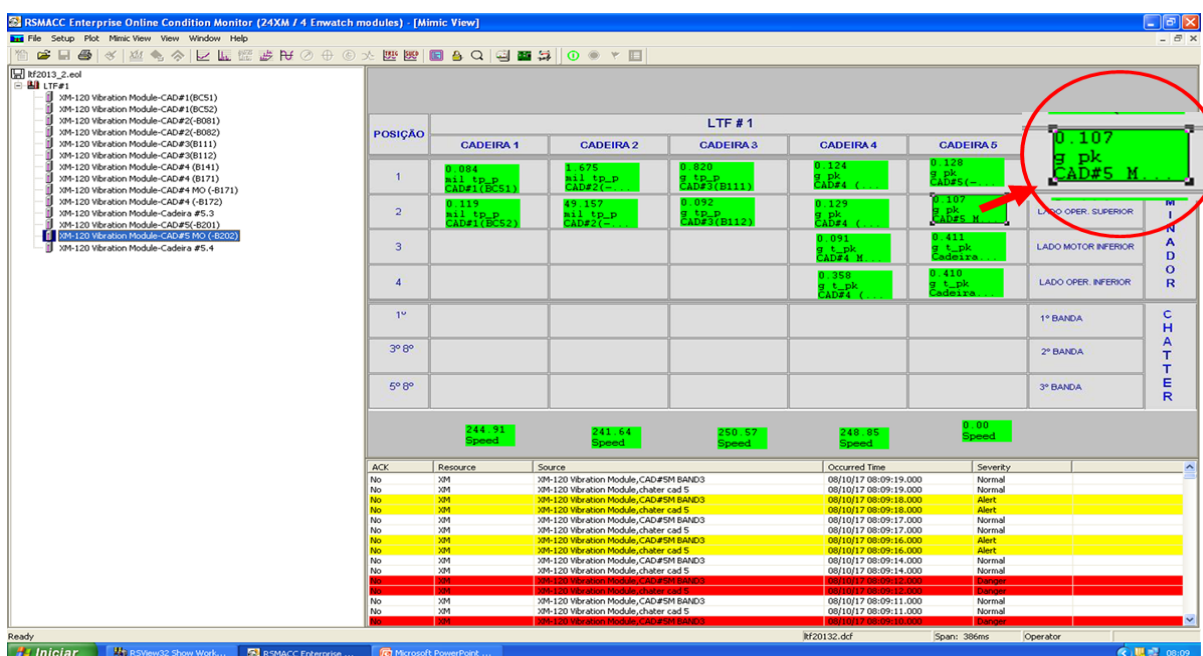 RSMACC Enterprise Online Condition Monitor (24XM / 4 Enwatch modules) - [Mimic View]
File Setup Plot Mimic View View Window Help
ltf2013_2.eol
LTF#1
XM-120 Vibration Module-CAD#1(BC51)
XM-120 Vibration Module-CAD#1(BC52)
XM-120 Vibration Module-CAD#2(-B081)
XM-120 Vibration Module-CAD#2(-B082)
XM-120 Vibration Module-CAD#3(B111)
XM-120 Vibration Module-CAD#3(B112)
XM-120 Vibration Module-CAD#4 (B141)
XM-120 Vibration Module-CAD#4 (B171)
XM-120 Vibration Module-CAD#4 MO (-B171)
XM-120 Vibration Module-CAD#4 (-B172)
XM-120 Vibration Module-Cadeira #5.3
XM-120 Vibration Module-CAD#5(-B201)
XM-120 Vibration Module-CAD#5 MO (-B202)
XM-120 Vibration Module-Cadeira #5.4
LTF # 1
POSIÇÃO
CADEIRA 1 CADEIRA 2 CADEIRA 3 CADEIRA 4 CADEIRA 5
1
0.084
mil tp_p
CAD#1(BC51)
1.675
mil tp_p
CAD#2(-...
0.820
g tp_p
CAD#3(B111)
0.124
g pk
CAD#4 (...
0.128
g pk
CAD#5(-...
0.107
g pk
CAD#5 M...
2
0.119
mil tp_p
CAD#1(BC52)
49.157
mil tp_p
CAD#2(-...
0.092
g tp_p
CAD#3(B112)
0.129
g pk
CAD#4 (...
0.107
g pk
CAD#5 M...
LADO OPER. SUPERIOR
3
0.091
g t_pk
CAD#4 M...
0.411
g t_pk
Cadeira...
LADO MOTOR INFERIOR
4
0.358
g t_pk
CAD#4 (...
0.410
g t_pk
Cadeira...
LADO OPER. INFERIOR
MINADOR
1º
1º BANDA
3º 8º
2º BANDA
5º 8º
3º BANDA
CHATTER
244.91
Speed
241.64
Speed
250.57
Speed
248.85
Speed
0.00
Speed
ACK Resource Source Occurred Time Severity
No XM XM-120 Vibration Module,CAD#5M BAND3 08/10/17 08:09:19.000 Normal
No XM XM-120 Vibration Module,chater cad 5 08/10/17 08:09:19.000 Normal
No XM XM-120 Vibration Module,CAD#5M BAND3 08/10/17 08:09:18.000 Alert
No XM XM-120 Vibration Module,chater cad 5 08/10/17 08:09:18.000 Alert
No XM XM-120 Vibration Module,CAD#5M BAND3 08/10/17 08:09:17.000 Normal
No XM XM-120 Vibration Module,chater cad 5 08/10/17 08:09:17.000 Normal
No XM XM-120 Vibration Module,CAD#5M BAND3 08/10/17 08:09:16.000 Alert
No XM XM-120 Vibration Module,chater cad 5 08/10/17 08:09:16.000 Alert
No XM XM-120 Vibration Module,CAD#5M BAND3 08/10/17 08:09:14.000 Normal
No XM XM-120 Vibration Module,chater cad 5 08/10/17 08:09:14.000 Normal
No XM XM-120 Vibration Module,CAD#5M BAND3 08/10/17 08:09:12.000 Danger
No XM XM-120 Vibration Module,chater cad 5 08/10/17 08:09:12.000 Danger
No XM XM-120 Vibration Module,CAD#5M BAND3 08/10/17 08:09:11.000 Normal
No XM XM-120 Vibration Module,chater cad 5 08/10/17 08:09:11.000 Normal
No XM XM-120 Vibration Module,CAD#5M BAND3 08/10/17 08:09:10.000 Danger
Ready ltf20132.dcf Span: 386ms Operator
Iniciar RSView32 Show Work... RSMACC Enterprise ... Microsoft PowerPoint ... 08:09